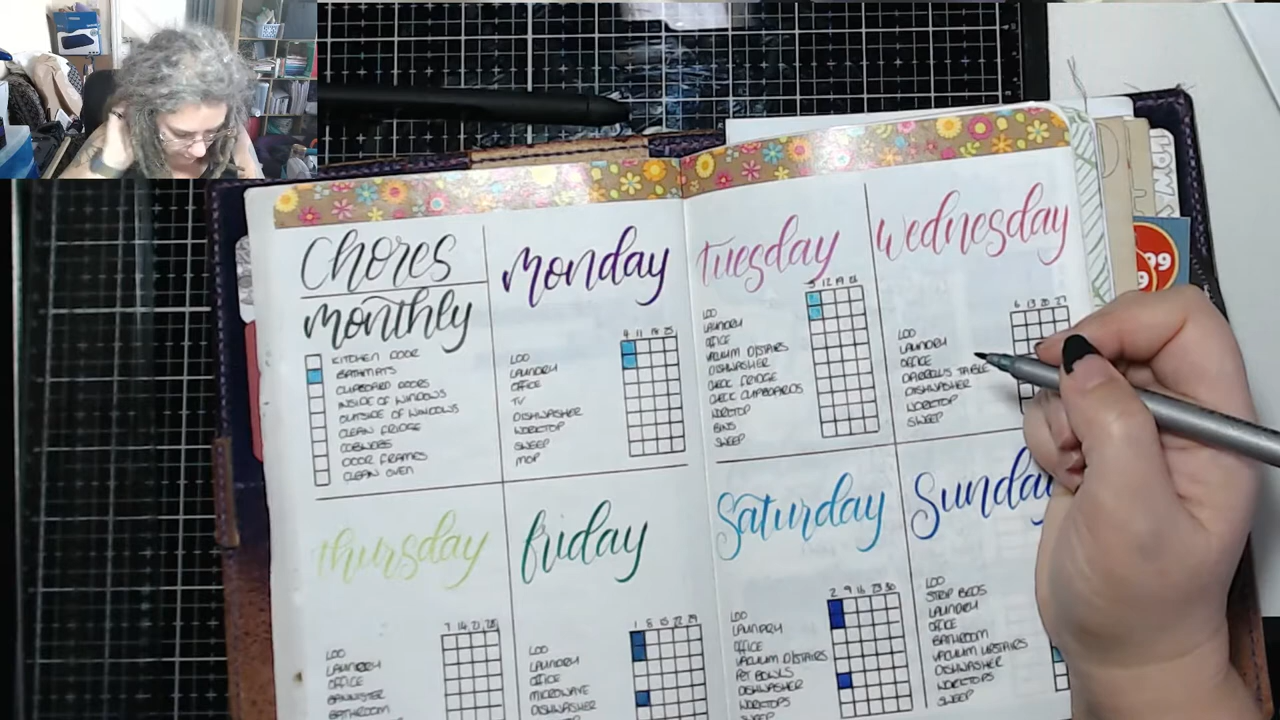 Chores
monthly
KITCHEN DOOR
BATHMATS
CUPBOARD DOORS
INSIDE OF WINDOWS
OUTSIDE OF WINDOWS
CLEAN FRIDGE
COBWEBS
DOOR FRAMES
CLEAN OVEN
monday
4 11 18 25
LOO
LAUNDRY
OFFICE
TV
DISHWASHER
WORKTOP
SWEEP
MOP
Tuesday
5 12 19 26
LOO
LAUNDRY
OFFICE
VACUUM D/STAIRS
DISHWASHER
CHECK FRIDGE
CHECK CUPBOARDS
WORKTOP
BINS
SWEEP
wednesday
6 13 20 27
LOO
LAUNDRY
OFFICE
TABLE
DISHWASHER
WORKTOP
SWEEP
thursday
7 14 21 28
LOO
LAUNDRY
OFFICE
BANNISTER
BATHROOM
friday
1 8 15 22 29
LOO
LAUNDRY
OFFICE
MICROWAVE
DISHWASHER
Saturday
2 9 16 23 30
LOO
LAUNDRY
OFFICE
VACUUM D/STAIRS
PET BOWLS
DISHWASHER
WORKTOPS
SWEEP
Sunday
LOO
STRIP BEDS
LAUNDRY
OFFICE
BATHROOM
VACUUM UPSTAIRS
DISHWASHER
WORKTOPS
SWEEP
99